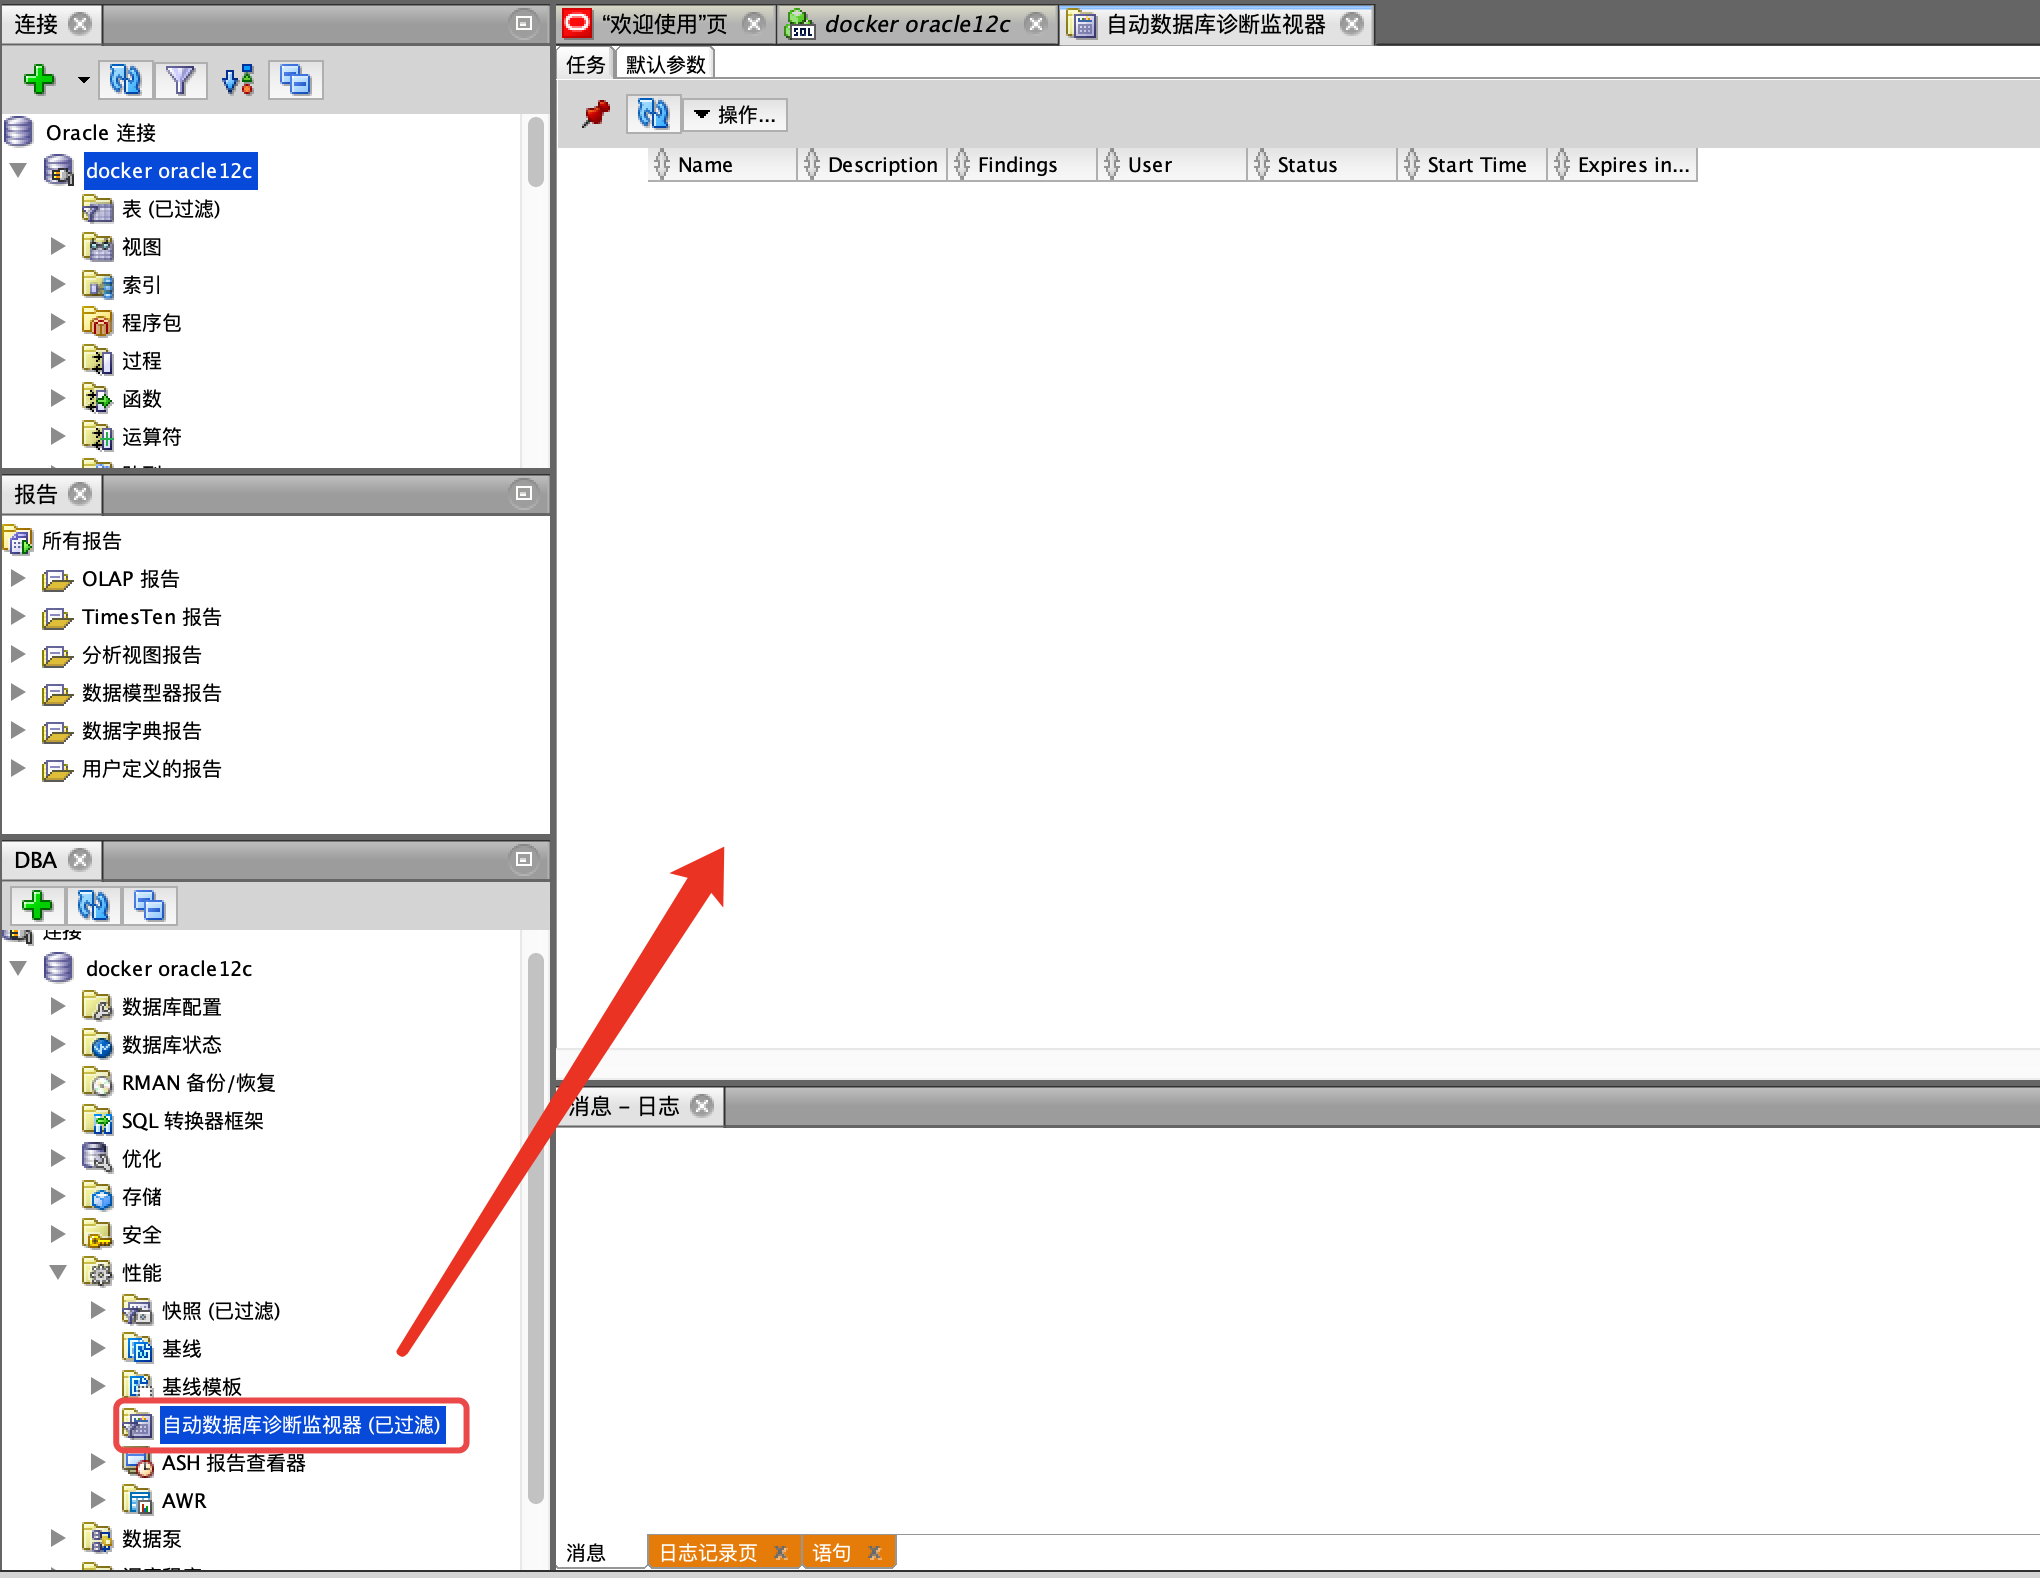 连接
Oracle 连接
docker oracle12c
表 (已过滤)
视图
索引
程序包
过程
函数
运算符
报告
所有报告
OLAP 报告
TimesTen 报告
分析视图报告
数据模型器报告
数据字典报告
用户定义的报告
DBA
连接
docker oracle12c
数据库配置
数据库状态
RMAN 备份/恢复
SQL 转换器框架
优化
存储
安全
性能
快照 (已过滤)
基线
基线模板
自动数据库诊断监视器 (已过滤)
ASH 报告查看器
AWR
数据泵
“欢迎使用”页
SQL
docker oracle12c
自动数据库诊断监视器
任务
默认参数
操作...
Name
Description
Findings
User
Status
Start Time
Expires in...
消息 – 日志
消息
日志记录页
语句